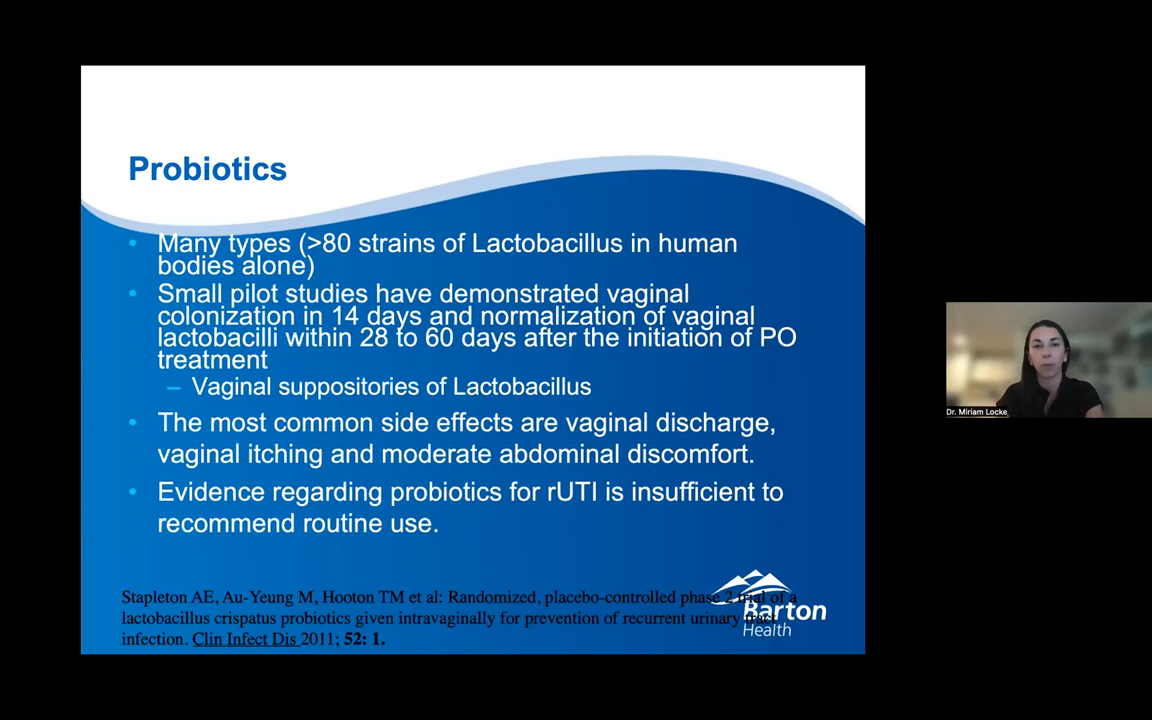 Probiotics
• Many types (>80 strains of Lactobacillus in human
bodies alone)
• Small pilot studies have demonstrated vaginal
colonization in 14 days and normalization of vaginal
lactobacilli within 28 to 60 days after the initiation of PO
treatment
– Vaginal suppositories of Lactobacillus
• The most common side effects are vaginal discharge,
vaginal itching and moderate abdominal discomfort.
• Evidence regarding probiotics for rUTI is insufficient to
recommend routine use.
Stapleton AE, Au-Yeung M, Hooton TM et al: Randomized, placebo-controlled phase 2 trial of a
lactobacillus crispatus probiotics given intravaginally for prevention of recurrent urinary tract
infection. Clin Infect Dis 2011; 52: 1.
Barton
Health
Dr. Miriam Locke